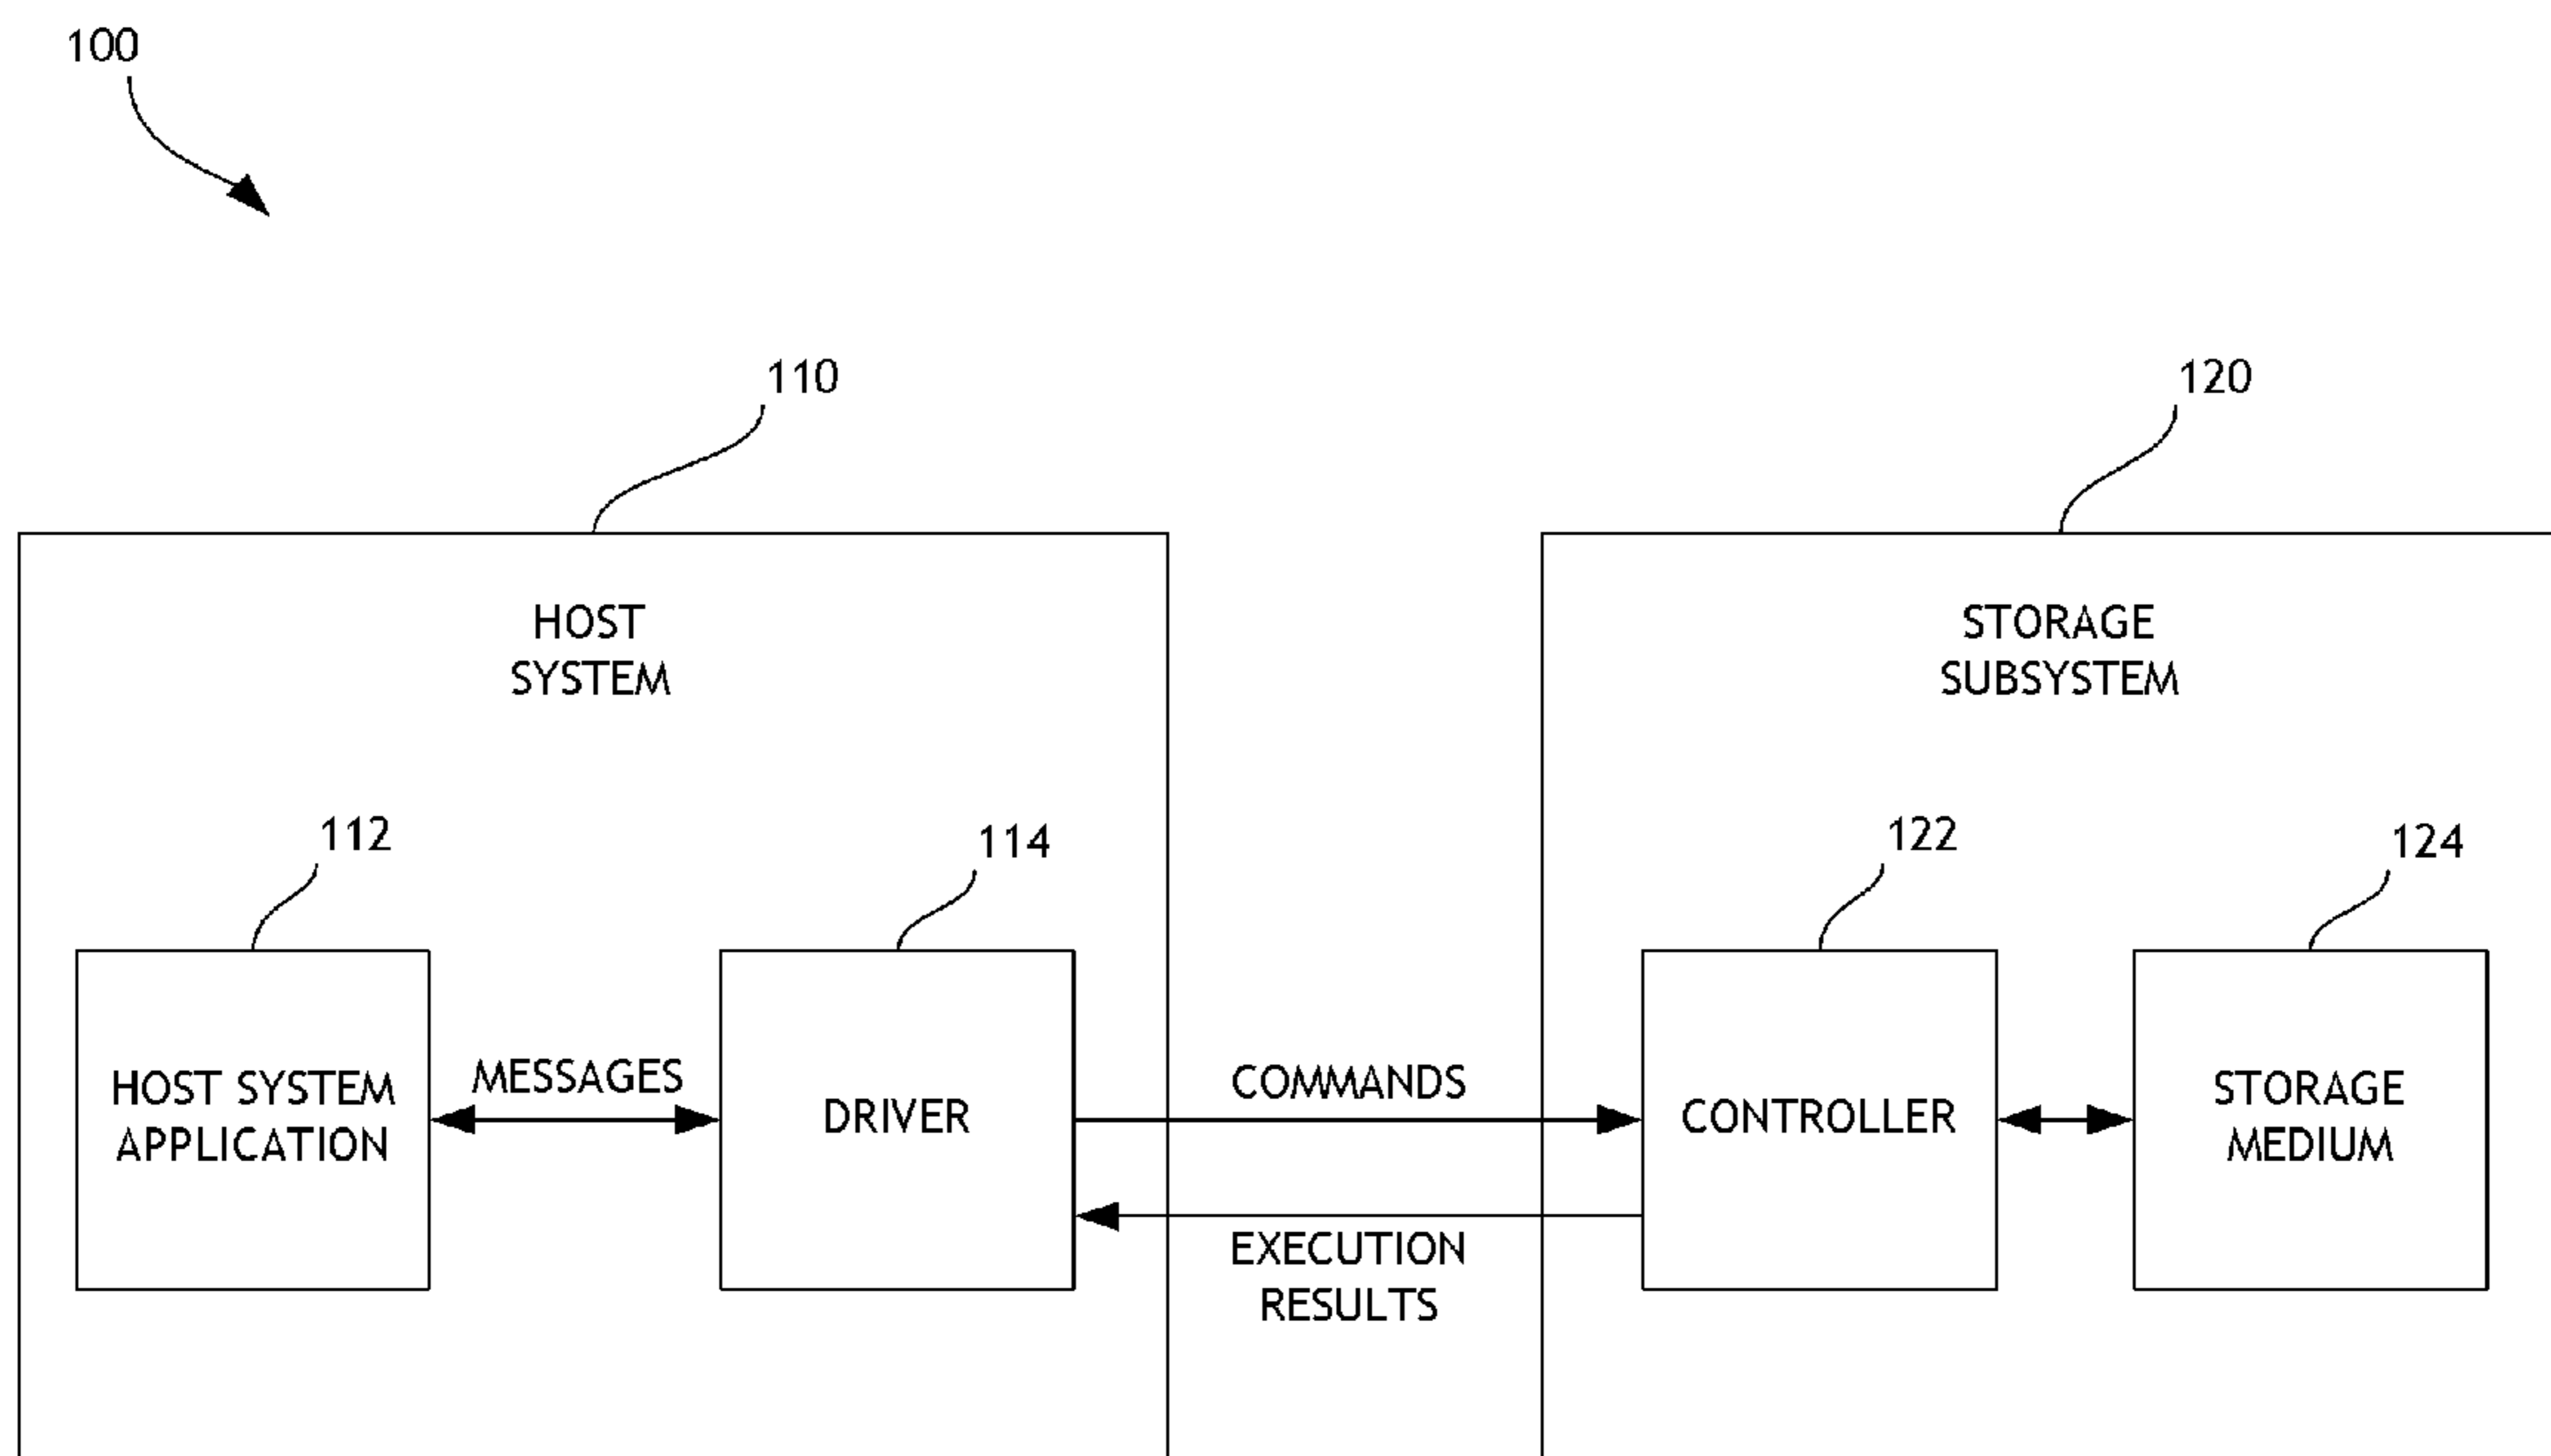 100
110
120
HOST
SYSTEM
STORAGE
SUBSYSTEM
112
114
122
124
HOST SYSTEM
APPLICATION
MESSAGES
DRIVER
COMMANDS
EXECUTION
RESULTS
CONTROLLER
STORAGE
MEDIUM